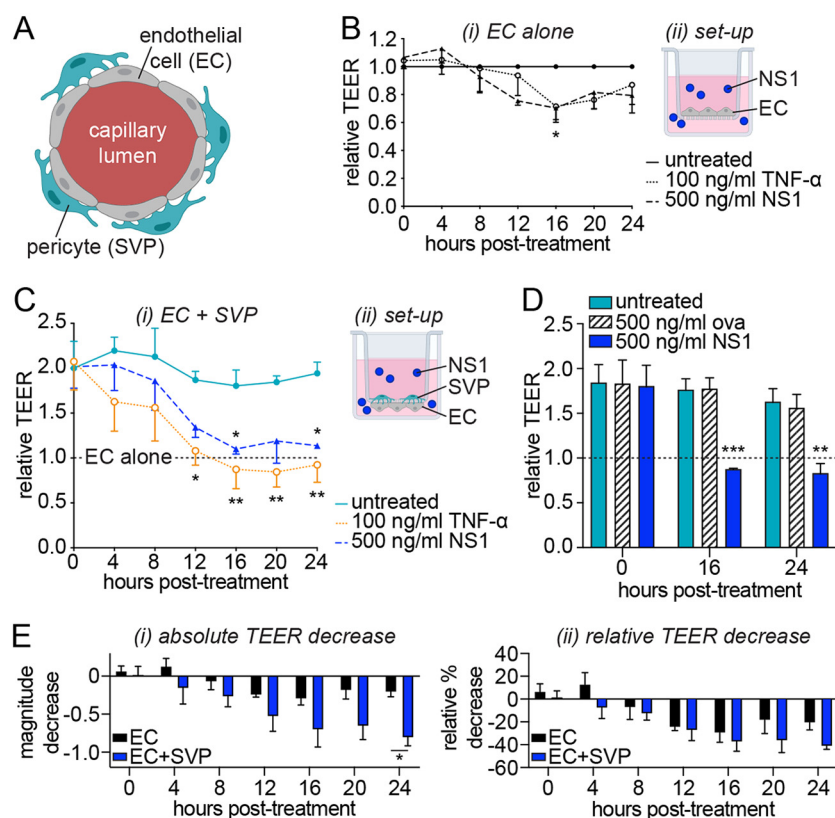 A
endothelial
cell (EC)
capillary
lumen
pericyte (SVP)
B
(i) EC alone
relative TEER
1.2
1.0
0.8
0.6
0.4
0.2
0.0
0 4 8 12 16 20 24
*
hours post-treatment
(ii) set-up
NS1
EC
untreated
100 ng/ml TNF-α
500 ng/ml NS1
C
(i) EC + SVP
relative TEER
2.5
2.0
1.5
1.0
0.5
0.0
EC alone
* *
* ** ** **
0 4 8 12 16 20 24
hours post-treatment
(ii) set-up
NS1
SVP
EC
untreated
100 ng/ml TNF-α
500 ng/ml NS1
D
untreated
500 ng/ml ova
500 ng/ml NS1
relative TEER
2.5
2.0
1.5
1.0
0.5
0.0
*** **
0 16 24
hours post-treatment
E
(i) absolute TEER decrease
magnitude
decrease
0
-0.5
-1.0
EC
EC+SVP
*
0 4 8 12 16 20 24
hours post-treatment
(ii) relative TEER decrease
relative %
decrease
40
20
0
-20
-40
-60
EC
EC+SVP
0 4 8 12 16 20 24
hours post-treatment